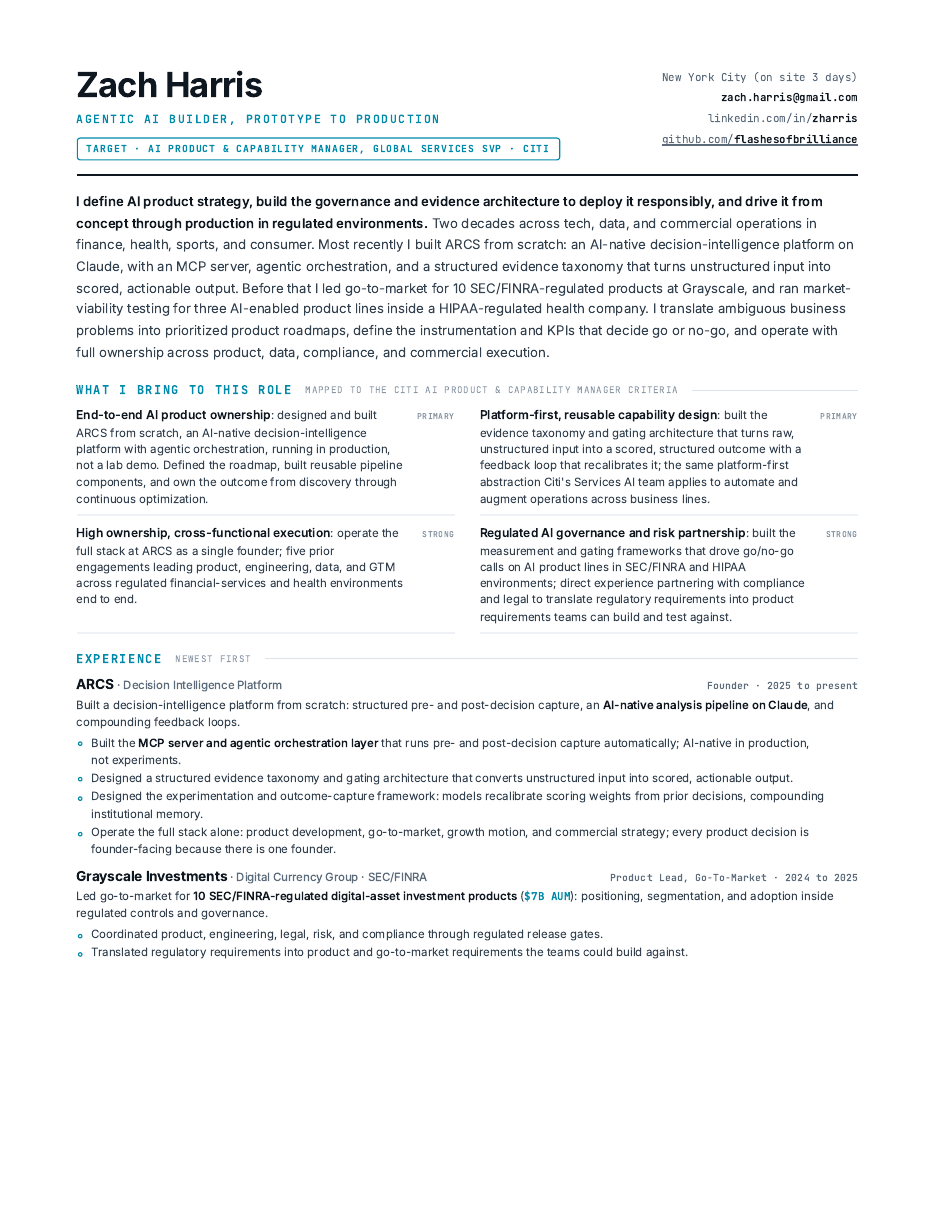 Zach Harris
AGENTIC AI BUILDER, PROTOTYPE TO PRODUCTION
TARGET · AI PRODUCT & CAPABILITY MANAGER, GLOBAL SERVICES SVP · CITI
New York City (on site 3 days)
zach.harris@gmail.com
linkedin.com/in/zharris
github.com/flashesofbrilliance
I define AI product strategy, build the governance and evidence architecture to deploy it responsibly, and drive it from
concept through production in regulated environments. Two decades across tech, data, and commercial operations in
finance, health, sports, and consumer. Most recently I built ARCS from scratch: an AI-native decision-intelligence platform on
Claude, with an MCP server, agentic orchestration, and a structured evidence taxonomy that turns unstructured input into
scored, actionable output. Before that I led go-to-market for 10 SEC/FINRA-regulated products at Grayscale, and ran market-
viability testing for three AI-enabled product lines inside a HIPAA-regulated health company. I translate ambiguous business
problems into prioritized product roadmaps, define the instrumentation and KPIs that decide go or no-go, and operate with
full ownership across product, data, compliance, and commercial execution.
WHAT I BRING TO THIS ROLE MAPPED TO THE CITI AI PRODUCT & CAPABILITY MANAGER CRITERIA
End-to-end AI product ownership: designed and built PRIMARY
ARCS from scratch, an AI-native decision-intelligence
platform with agentic orchestration, running in production,
not a lab demo. Defined the roadmap, built reusable pipeline
components, and own the outcome from discovery through
continuous optimization.
Platform-first, reusable capability design: built the PRIMARY
evidence taxonomy and gating architecture that turns raw,
unstructured input into a scored, structured outcome with a
feedback loop that recalibrates it; the same platform-first
abstraction Citi's Services AI team applies to automate and
augment operations across business lines.
High ownership, cross-functional execution: operate the STRONG
full stack at ARCS as a single founder; five prior
engagements leading product, engineering, data, and GTM
across regulated financial-services and health environments
end to end.
Regulated AI governance and risk partnership: built the STRONG
measurement and gating frameworks that drove go/no-go
calls on AI product lines in SEC/FINRA and HIPAA
environments; direct experience partnering with compliance
and legal to translate regulatory requirements into product
requirements teams can build and test against.
EXPERIENCE NEWEST FIRST
ARCS · Decision Intelligence Platform Founder · 2025 to present
Built a decision-intelligence platform from scratch: structured pre- and post-decision capture, an AI-native analysis pipeline on Claude, and
compounding feedback loops.
Built the MCP server and agentic orchestration layer that runs pre- and post-decision capture automatically; AI-native in production,
not experiments.
Designed a structured evidence taxonomy and gating architecture that converts unstructured input into scored, actionable output.
Designed the experimentation and outcome-capture framework: models recalibrate scoring weights from prior decisions, compounding
institutional memory.
Operate the full stack alone: product development, go-to-market, growth motion, and commercial strategy; every product decision is
founder-facing because there is one founder.
Grayscale Investments · Digital Currency Group · SEC/FINRA Product Lead, Go-To-Market · 2024 to 2025
Led go-to-market for 10 SEC/FINRA-regulated digital-asset investment products ($7B AUM): positioning, segmentation, and adoption inside
regulated controls and governance.
Coordinated product, engineering, legal, risk, and compliance through regulated release gates.
Translated regulatory requirements into product and go-to-market requirements the teams could build against.